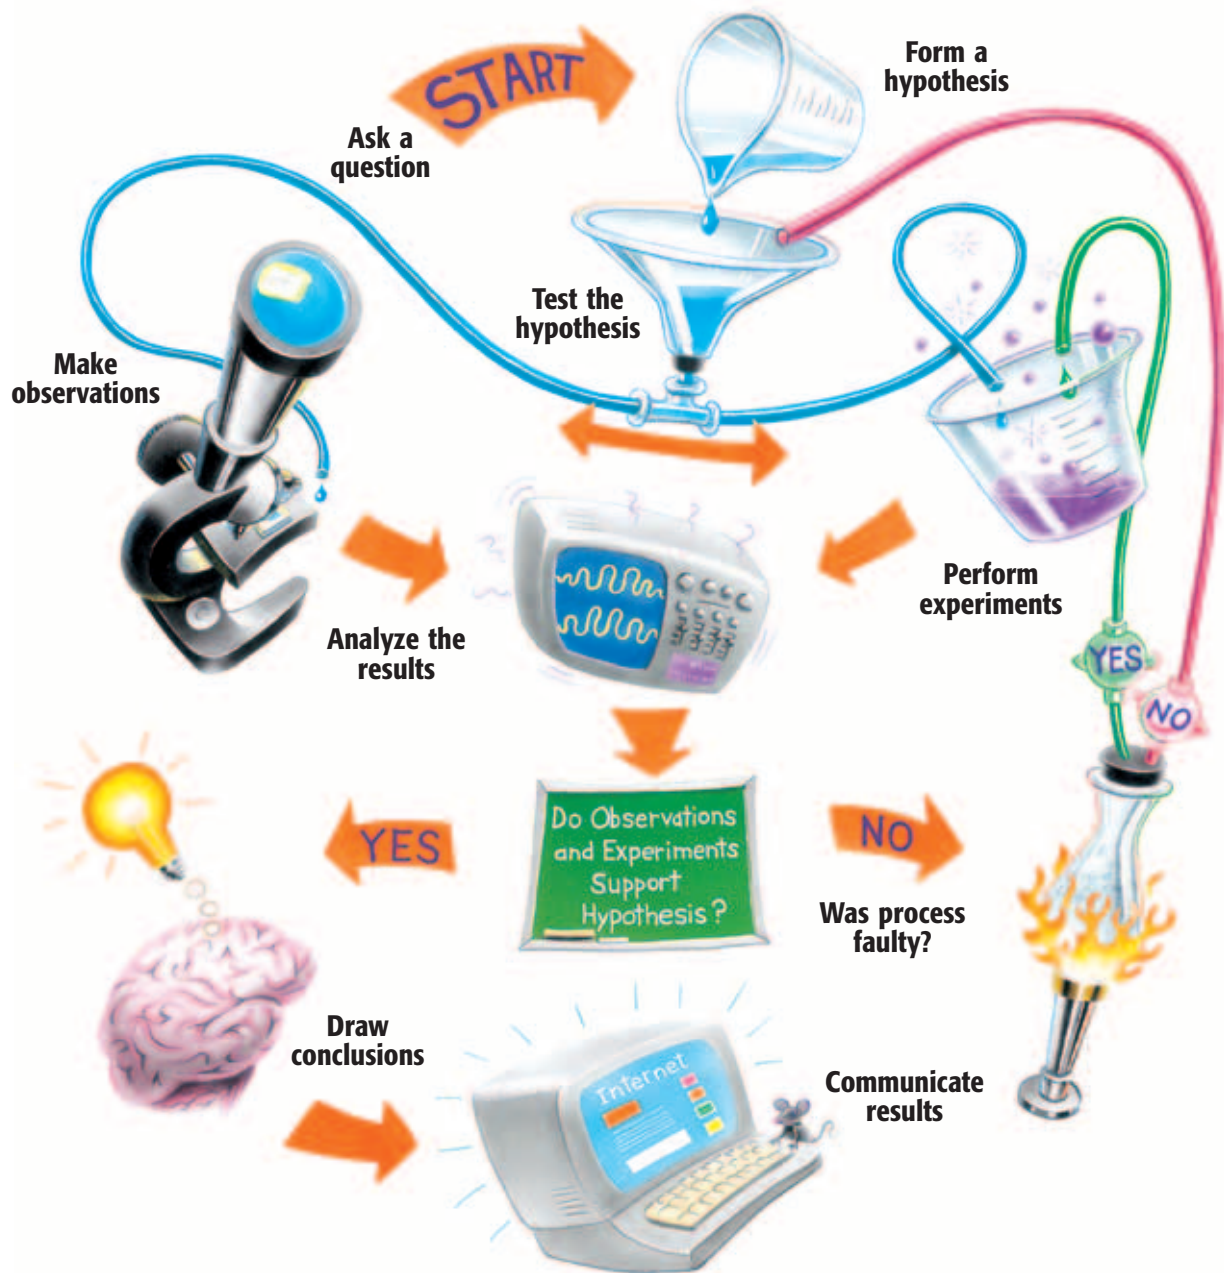 START
Form a
hypothesis
Ask a
question
Test the
hypothesis
Make
observations
Perform
experiments
Analyze the
results
YES
NO
Do Observations
and Experiments
Support
Hypothesis?
YES
NO
Was process
faulty?
Draw
conclusions
Internet
Communicate
results